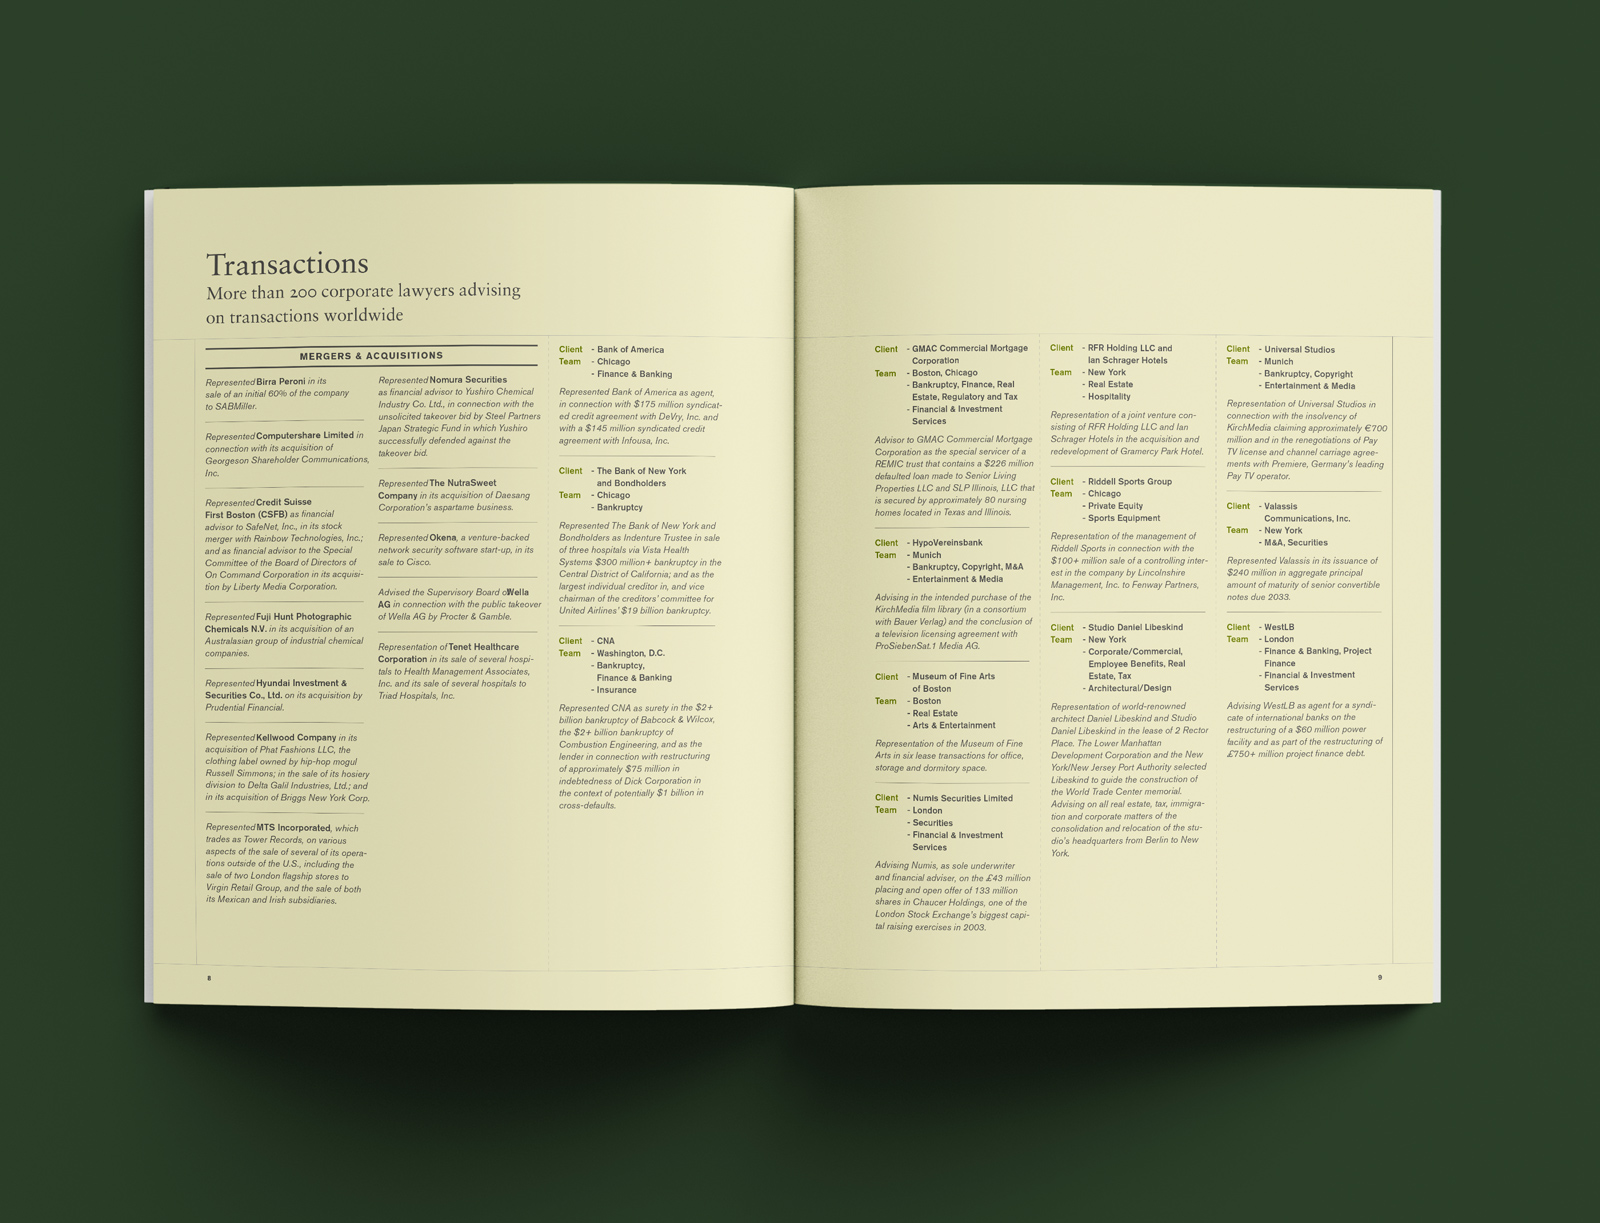 Transactions
More than 200 corporate lawyers advising
on transactions worldwide
MERGERS & ACQUISITIONS
Represented Birra Peroni in its
sale of an initial 60% of the company
to SABMiller.
Represented Computershare Limited in
connection with its acquisition of
Georgeson Shareholder Communications,
Inc.
Represented Credit Suisse
First Boston (CSFB) as financial
advisor to SafeNet, Inc., in its stock
merger with Rainbow Technologies, Inc.;
and as financial advisor to the Special
Committee of the Board of Directors of
On Command Corporation in its acquisi-
tion by Liberty Media Corporation.
Represented Fuji Hunt Photographic
Chemicals N.V. in its acquisition of an
Australasian group of industrial chemical
companies.
Represented Hyundai Investment &
Securities Co., Ltd. on its acquisition by
Prudential Financial.
Represented Kellwood Company in its
acquisition of Phat Fashions LLC, the
clothing label owned by hip-hop mogul
Russell Simmons; in the sale of its hosiery
division to Delta Galil Industries, Ltd.; and
in its acquisition of Briggs New York Corp.
Represented MTS Incorporated, which
trades as Tower Records, on various
aspects of the sale of several of its opera-
tions outside of the U.S., including the
sale of two London flagship stores to
Virgin Retail Group, and the sale of both
its Mexican and Irish subsidiaries.
Represented Nomura Securities
as financial advisor to Yushiro Chemical
Industry Co. Ltd., in connection with the
unsolicited takeover bid by Steel Partners
Japan Strategic Fund in which Yushiro
successfully defended against the
takeover bid.
Represented The NutraSweet
Company in its acquisition of Daesang
Corporation's aspartame business.
Represented Okena, a venture-backed
network security software start-up, in its
sale to Cisco.
Advised the Supervisory Board of Wella
AG in connection with the public takeover
of Wella AG by Procter & Gamble.
Representation of Tenet Healthcare
Corporation in its sale of several hospi-
tals to Health Management Associates,
Inc. and its sale of several hospitals to
Triad Hospitals, Inc.
Client - Bank of America
Team - Chicago
- Finance & Banking
Represented Bank of America as agent,
in connection with $175 million syndicat-
ed credit agreement with DeVry, Inc. and
with a $145 million syndicated credit
agreement with Infousa, Inc.
Client - The Bank of New York
and Bondholders
Team - Chicago
- Bankruptcy
Represented The Bank of New York and
Bondholders as Indenture Trustee in sale
of three hospitals via Vista Health
Systems $300 million+ bankruptcy in the
Central District of California; and as the
largest individual creditor in, and vice
chairman of the creditors' committee for
United Airlines' $19 billion bankruptcy.
Client - CNA
Team - Washington, D.C.
- Bankruptcy,
Finance & Banking
- Insurance
Represented CNA as surety in the $2+
billion bankruptcy of Babcock & Wilcox,
the $2+ billion bankruptcy of
Combustion Engineering, and as the
lender in connection with restructuring
of approximately $75 million in
indebtedness of Dick Corporation in
the context of potentially $1 billion in
cross-defaults.
8
Client - GMAC Commercial Mortgage
Corporation
Team - Boston, Chicago
- Bankruptcy, Finance, Real
Estate, Regulatory and Tax
- Financial & Investment
Services
Advisor to GMAC Commercial Mortgage
Corporation as the special servicer of a
REMIC trust that contains a $226 million
defaulted loan made to Senior Living
Properties LLC and SLP Illinois, LLC that
is secured by approximately 80 nursing
homes located in Texas and Illinois.
Client - HypoVereinsbank
Team - Munich
- Bankruptcy, Copyright, M&A
- Entertainment & Media
Advising in the intended purchase of the
KirchMedia film library (in a consortium
with Bauer Verlag) and the conclusion of
a television licensing agreement with
ProSiebenSat.1 Media AG.
Client - Museum of Fine Arts
of Boston
Team - Boston
- Real Estate
- Arts & Entertainment
Representation of the Museum of Fine
Arts in six lease transactions for office,
storage and dormitory space.
Client - Numis Securities Limited
Team - London
- Securities
- Financial & Investment
Services
Advising Numis, as sole underwriter
and financial adviser, on the £43 million
placing and open offer of 133 million
shares in Chaucer Holdings, one of the
London Stock Exchange's biggest capi-
tal raising exercises in 2003.
Client - RFR Holding LLC and
Ian Schrager Hotels
Team - New York
- Real Estate
- Hospitality
Representation of a joint venture con-
sisting of RFR Holding LLC and Ian
Schrager Hotels in the acquisition and
redevelopment of Gramercy Park Hotel.
Client - Riddell Sports Group
Team - Chicago
- Private Equity
- Sports Equipment
Representation of the management of
Riddell Sports in connection with the
$100+ million sale of a controlling inter-
est in the company by Lincolnshire
Management, Inc. to Fenway Partners,
Inc.
Client - Studio Daniel Libeskind
Team - New York
- Corporate/Commercial,
Employee Benefits, Real
Estate, Tax
- Architectural/Design
Representation of world-renowned
architect Daniel Libeskind and Studio
Daniel Libeskind in the lease of 2 Rector
Place. The Lower Manhattan
Development Corporation and the New
York/New Jersey Port Authority selected
Libeskind to guide the construction of
the World Trade Center memorial.
Advising on all real estate, tax, immigra-
tion and corporate matters of the
consolidation and relocation of the stu-
dio's headquarters from Berlin to New
York.
Client - Universal Studios
Team - Munich
- Bankruptcy, Copyright
- Entertainment & Media
Representation of Universal Studios in
connection with the insolvency of
KirchMedia claiming approximately €700
million and in the renegotiations of Pay
TV license and channel carriage agree-
ments with Premiere, Germany's leading
Pay TV operator.
Client - Valassis
Communications, Inc.
Team - New York
- M&A, Securities
Represented Valassis in its issuance of
$240 million in aggregate principal
amount of maturity of senior convertible
notes due 2033.
Client - WestLB
Team - London
- Finance & Banking, Project
Finance
- Financial & Investment
Services
Advising WestLB as agent for a syndi-
cate of international banks on the
restructuring of a $60 million power
facility and as part of the restructuring of
£750+ million project finance debt.
9